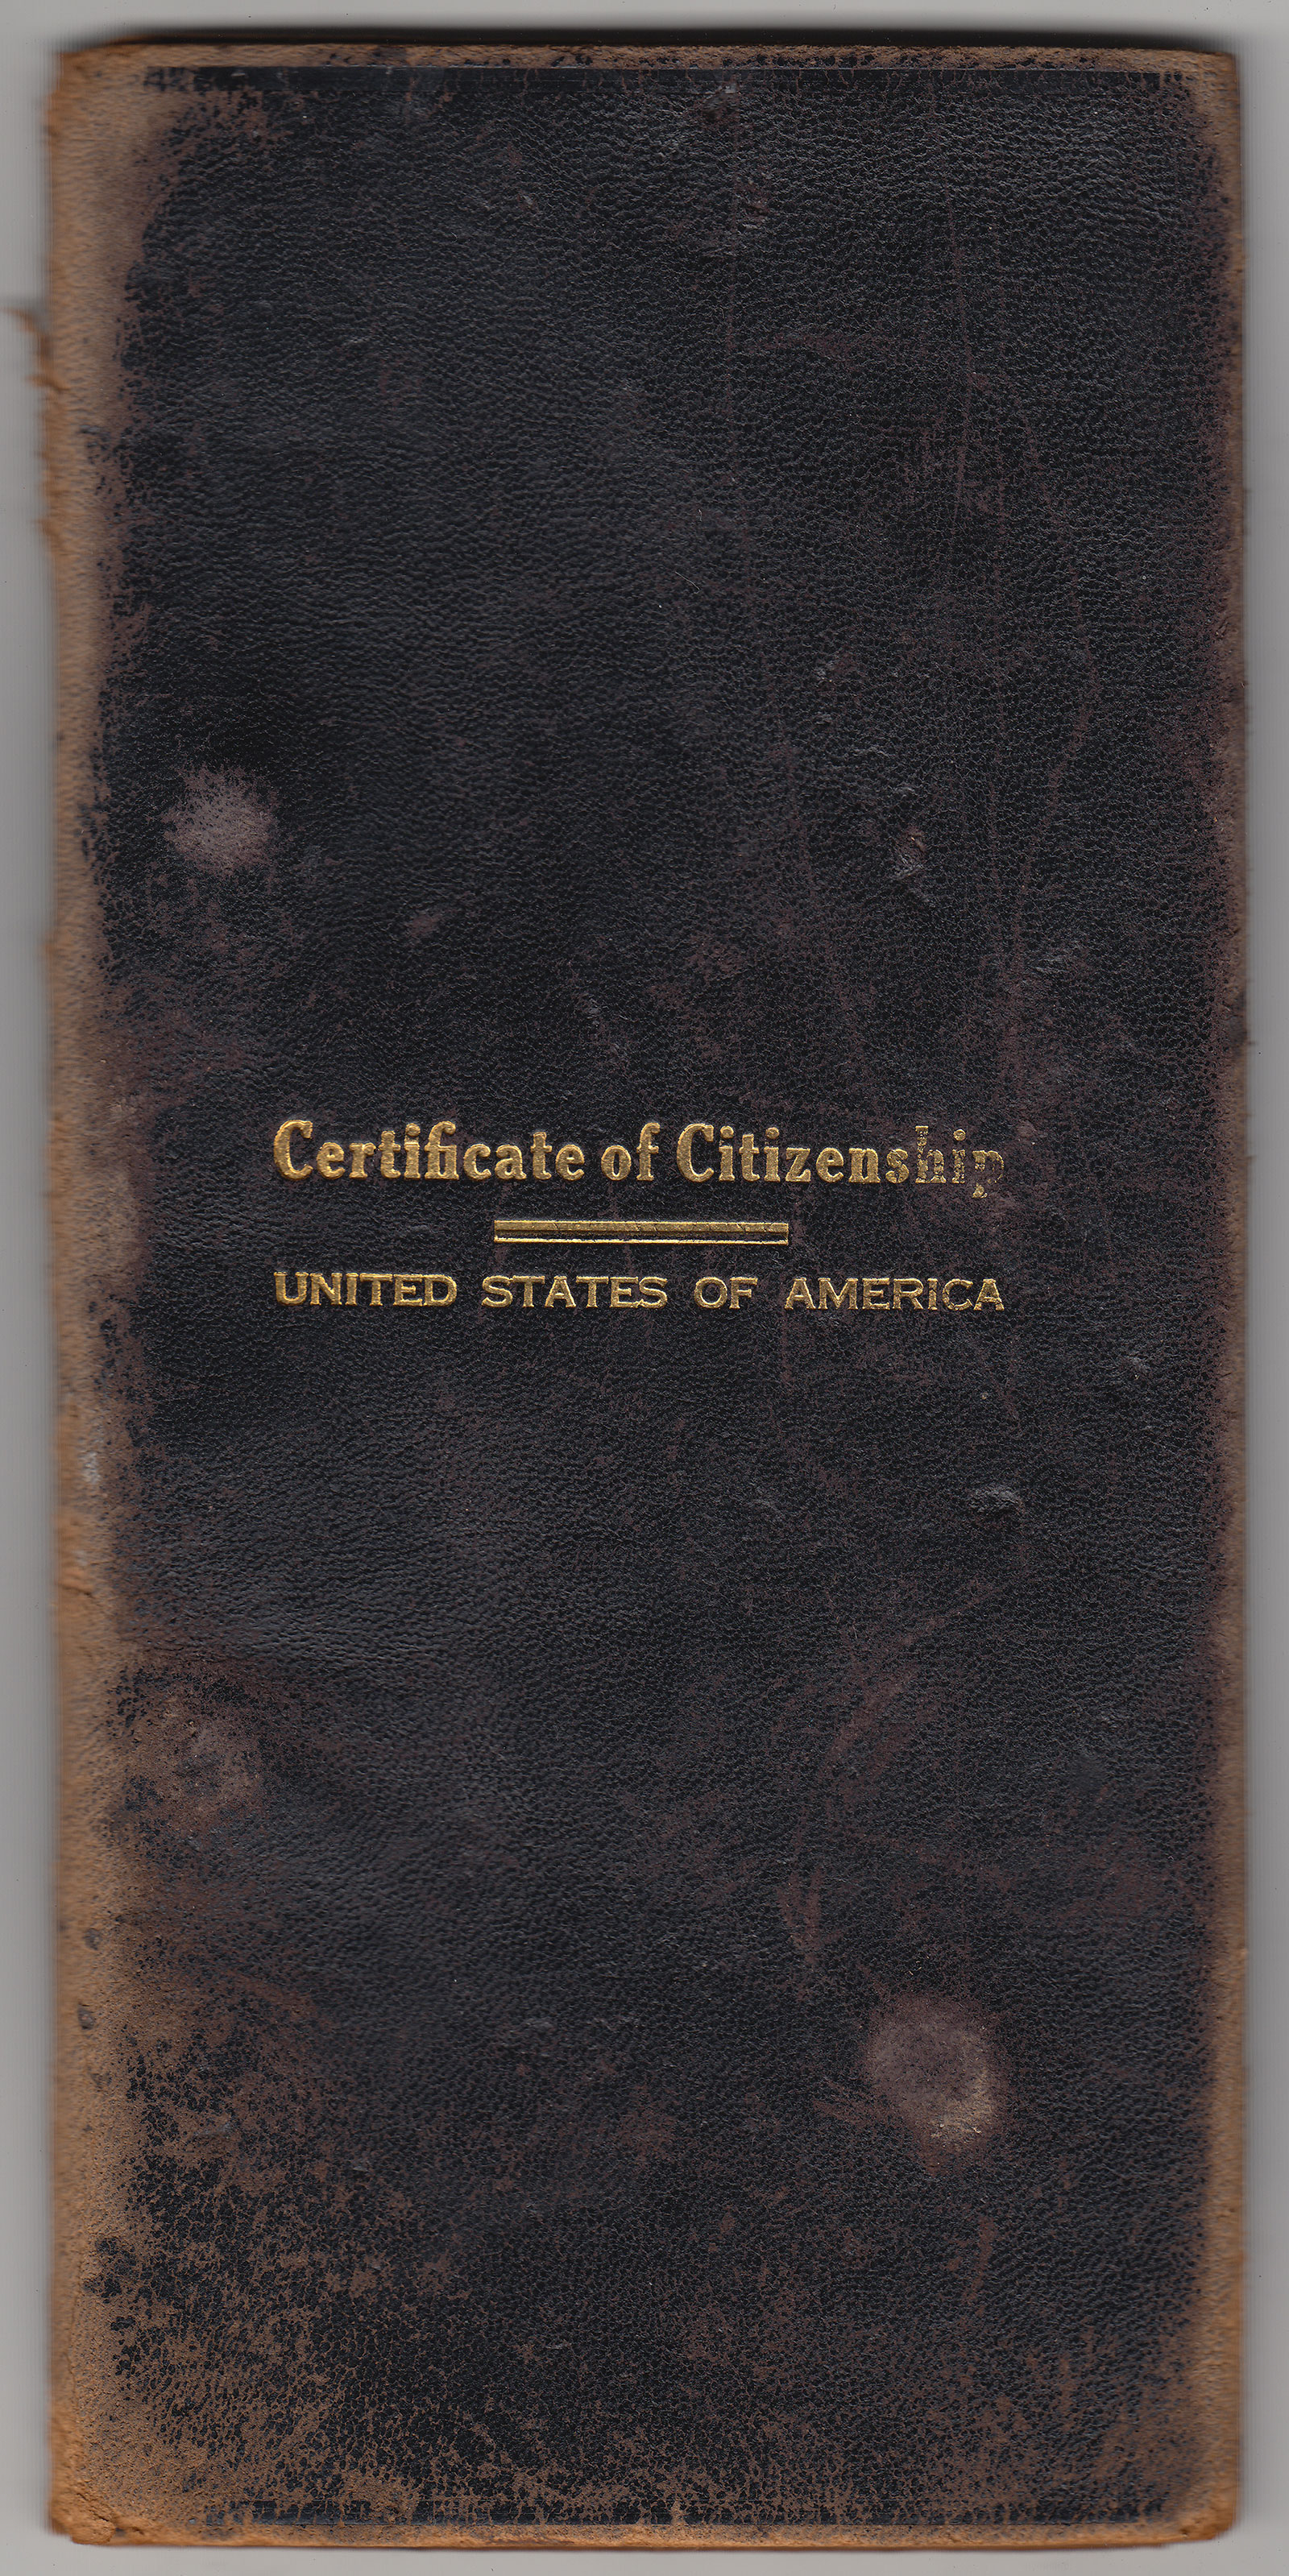 Certificate of Citizenship
UNITED STATES OF AMERICA